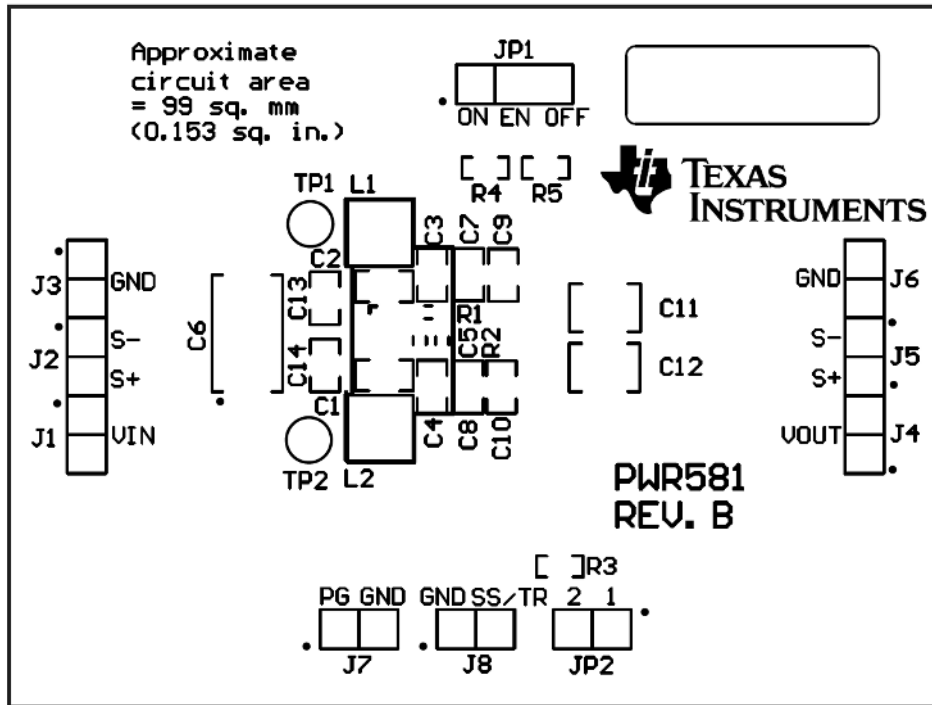 Approximate
circuit area
= 99 sq. mm
(0.153 sq. in.)
JP1
ON EN OFF
R4 R5
TEXAS
INSTRUMENTS
TP1 L1
C3 C7 C9
C2
J3 GND
C13
C6
GND J6
C11
R1
S-
J2
S+
C14
C5 R2
S-
J5
S+
C12
C1
J1 VIN
C4 C8 C10
VOUT J4
TP2 L2
PWR581
REV. B
R3
PG GND
GND SS/TR
2 1
J7
J8
JP2